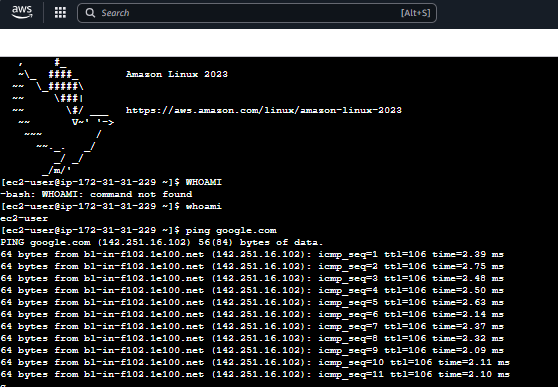 aws
Search
[Alt+S]
,     #_
~\_  ####_        Amazon Linux 2023
~~  \_#####\
~~     \###|
~~       \#/ ___   https://aws.amazon.com/linux/amazon-linux-2023
~~       V~' '->
~~~         /
~~._.   _/
_/ _/
_/m/'
[ec2-user@ip-172-31-31-229 ~]$ WHOAMI
-bash: WHOAMI: command not found
[ec2-user@ip-172-31-31-229 ~]$ whoami
ec2-user
[ec2-user@ip-172-31-31-229 ~]$ ping google.com
PING google.com (142.251.16.102) 56(84) bytes of data.
64 bytes from bl-in-f102.1e100.net (142.251.16.102): icmp_seq=1 ttl=106 time=2.39 ms
64 bytes from bl-in-f102.1e100.net (142.251.16.102): icmp_seq=2 ttl=106 time=2.75 ms
64 bytes from bl-in-f102.1e100.net (142.251.16.102): icmp_seq=3 ttl=106 time=2.48 ms
64 bytes from bl-in-f102.1e100.net (142.251.16.102): icmp_seq=4 ttl=106 time=2.50 ms
64 bytes from bl-in-f102.1e100.net (142.251.16.102): icmp_seq=5 ttl=106 time=2.63 ms
64 bytes from bl-in-f102.1e100.net (142.251.16.102): icmp_seq=6 ttl=106 time=2.14 ms
64 bytes from bl-in-f102.1e100.net (142.251.16.102): icmp_seq=7 ttl=106 time=2.37 ms
64 bytes from bl-in-f102.1e100.net (142.251.16.102): icmp_seq=8 ttl=106 time=2.32 ms
64 bytes from bl-in-f102.1e100.net (142.251.16.102): icmp_seq=9 ttl=106 time=2.09 ms
64 bytes from bl-in-f102.1e100.net (142.251.16.102): icmp_seq=10 ttl=106 time=2.11 ms
64 bytes from bl-in-f102.1e100.net (142.251.16.102): icmp_seq=11 ttl=106 time=2.10 ms